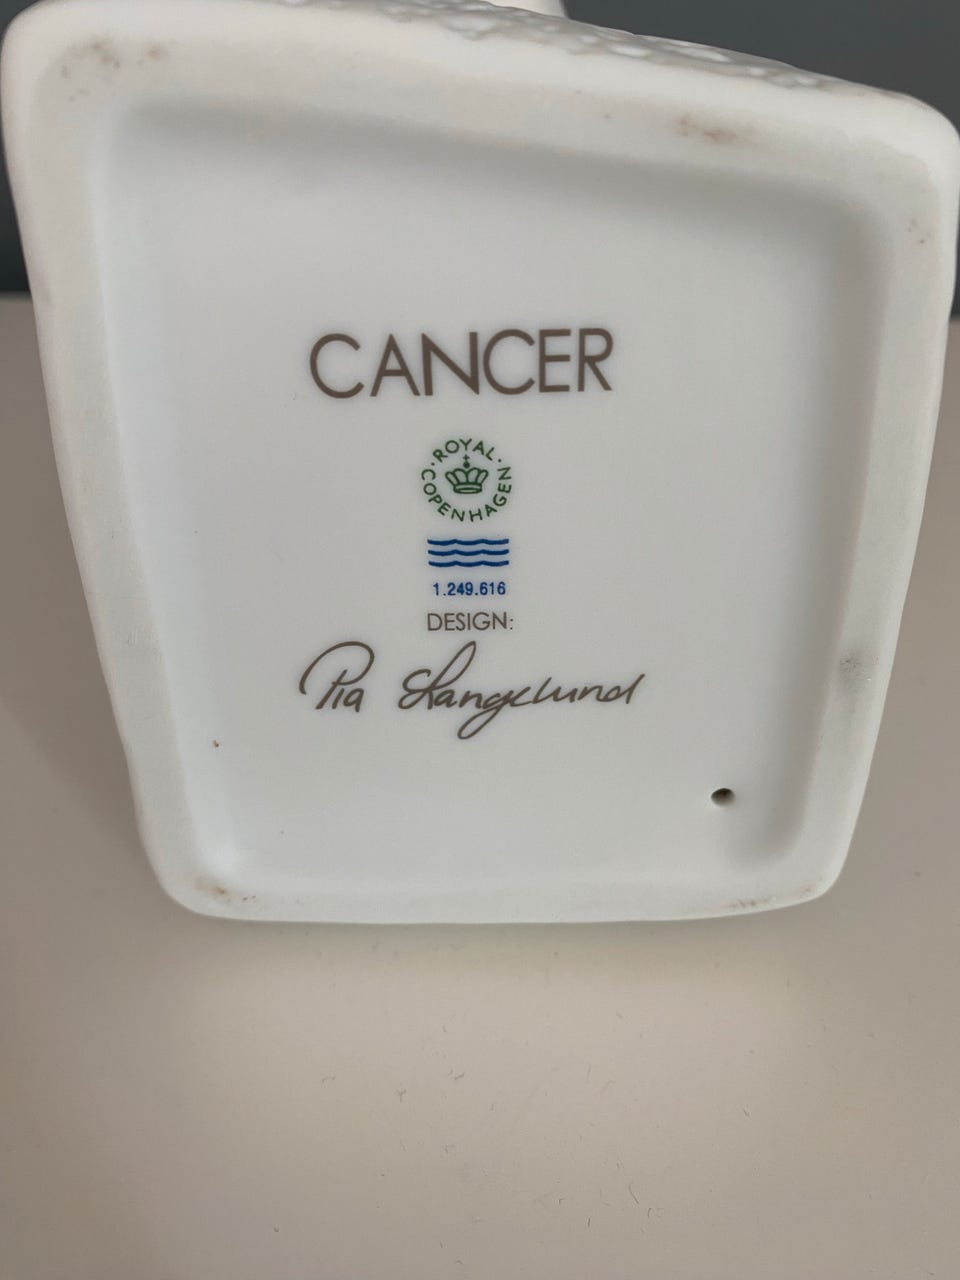 CANCER
· ROYAL ·
COPENHAGEN
1.249.616
DESIGN:
Pia Langelund